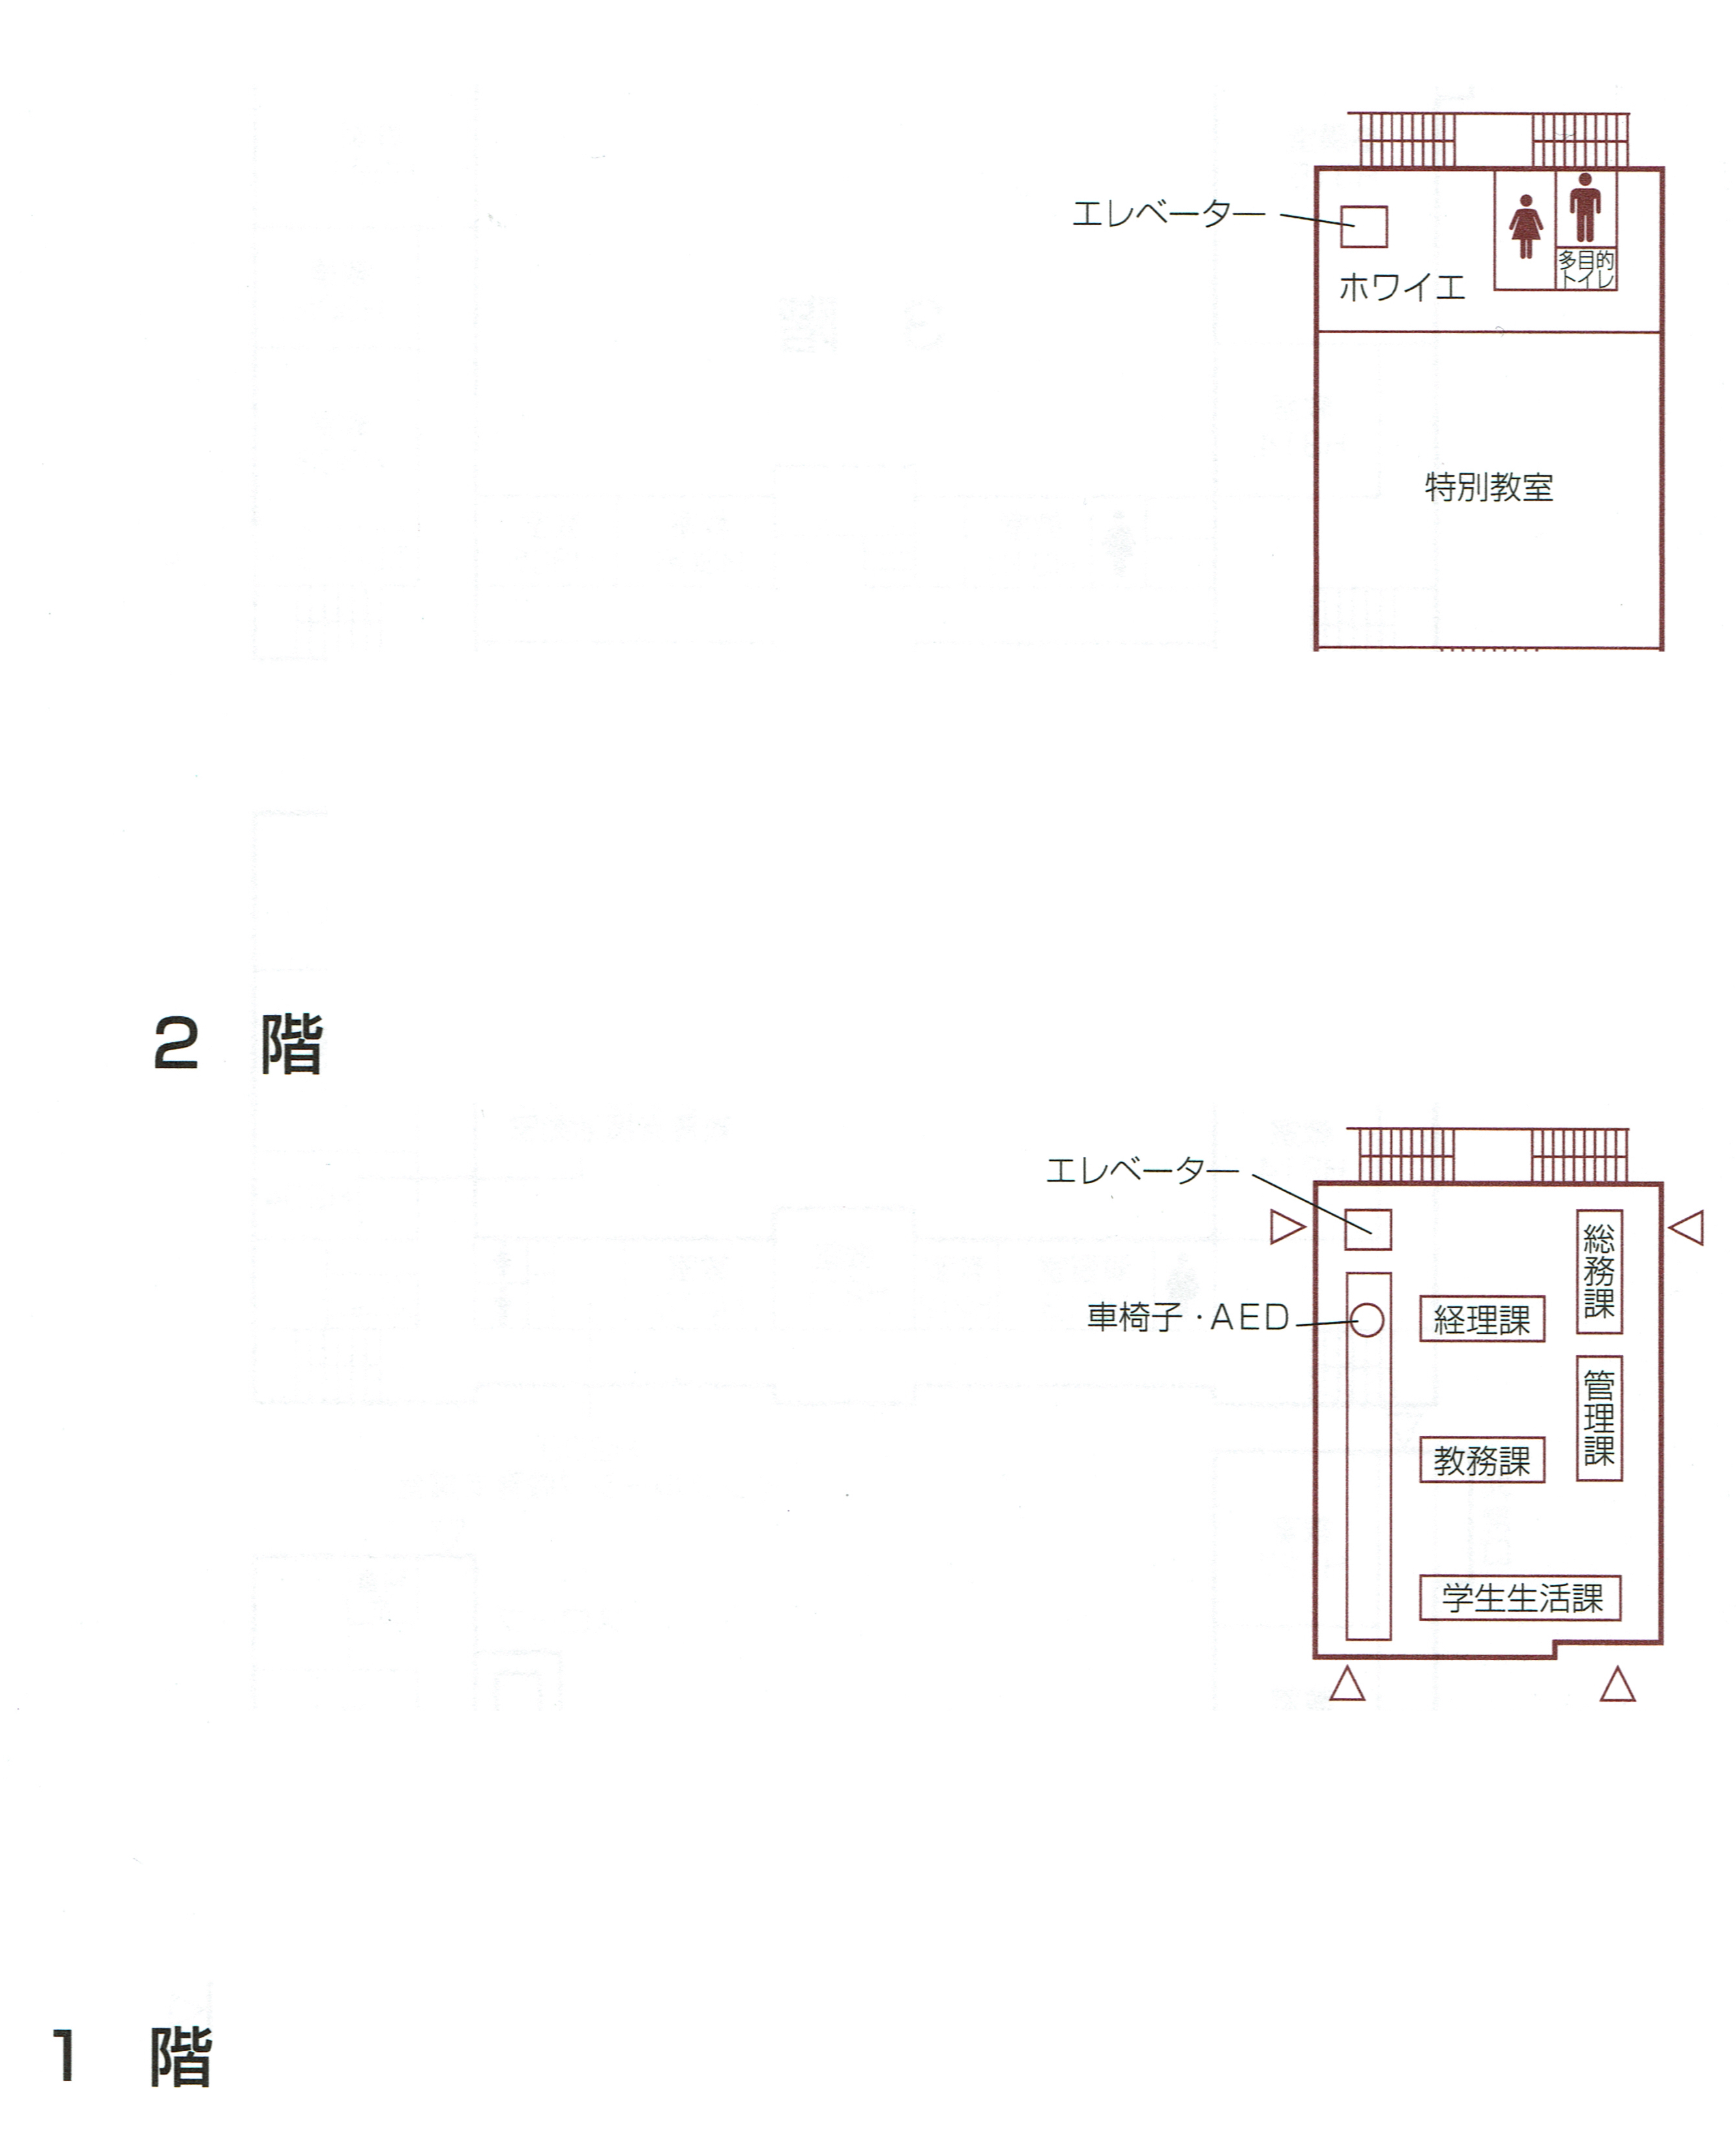 エレベーター
多目的
トイレ
ホワイエ
特別教室
2 階
エレベーター
総務課
車椅子・AED
経理課
管理課
教務課
学生生活課
1 階